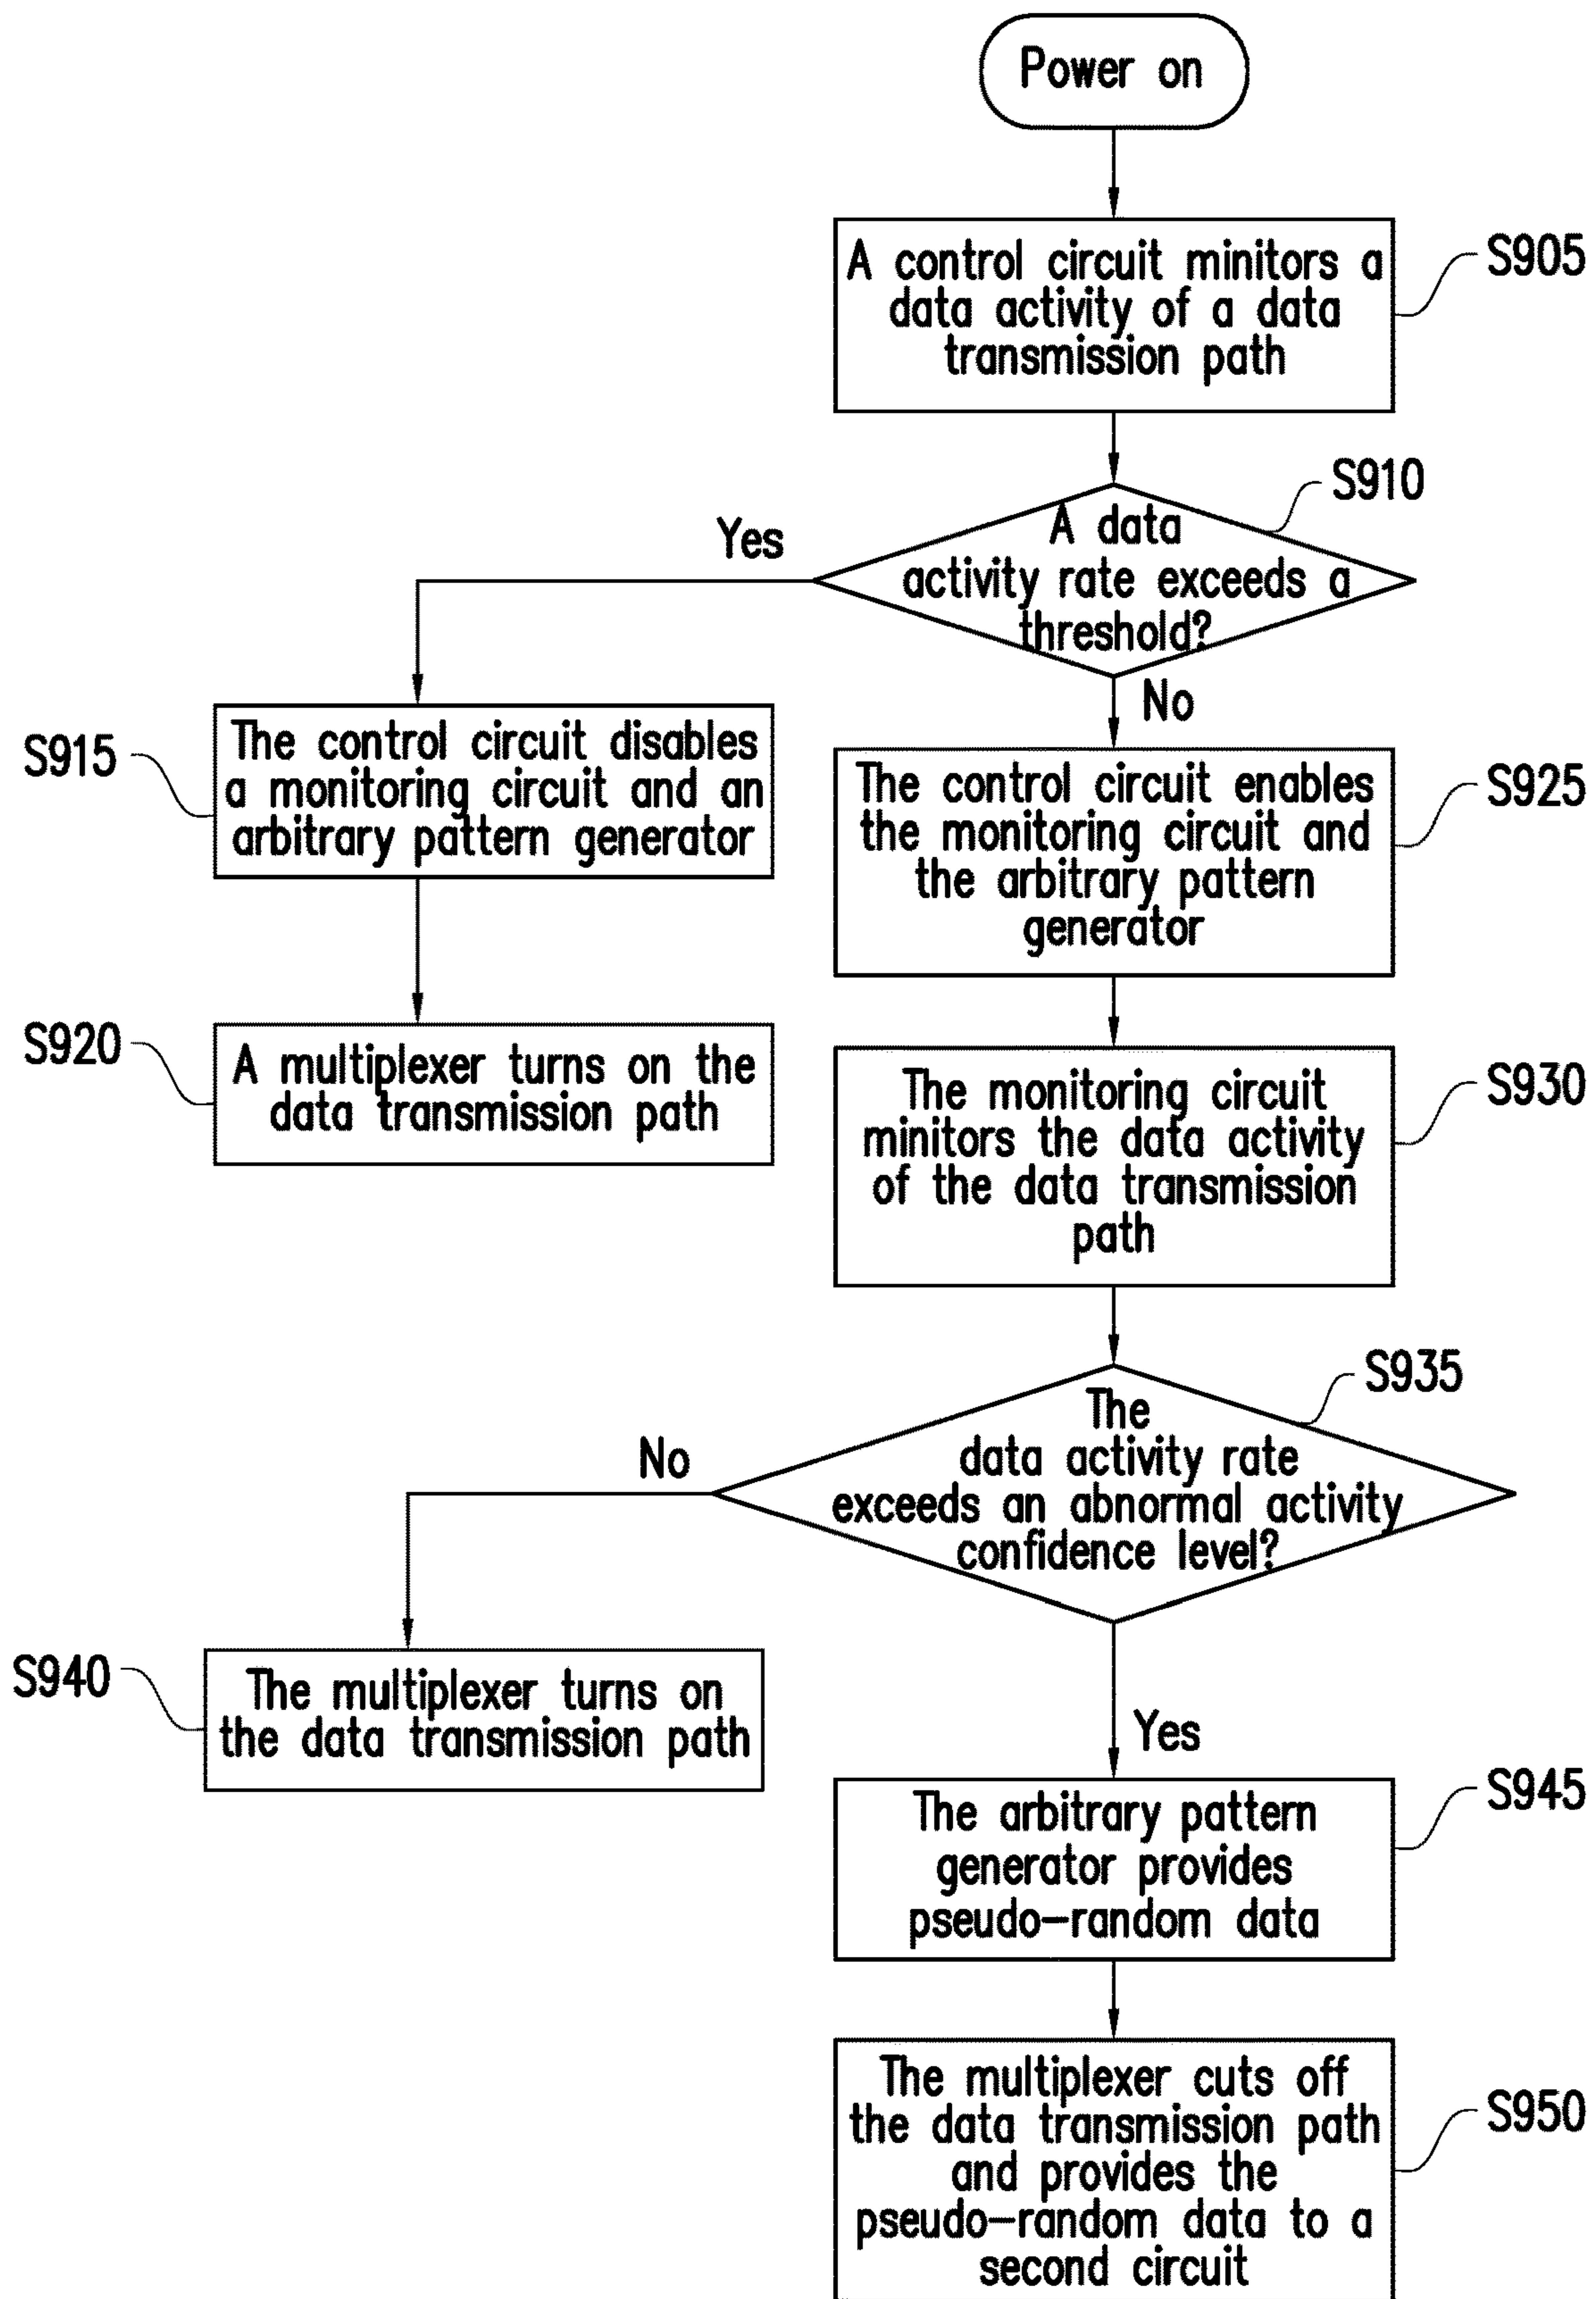 Power on
A control circuit minitors a
data activity of a data
transmission path
S905
S910
A data
activity rate exceeds a
threshold?
Yes
No
S915
The control circuit disables
a monitoring circuit and an
arbitrary pattern generator
S920
A multiplexer turns on the
data transmission path
The control circuit enables
the monitoring circuit and
the arbitrary pattern
generator
S925
The monitoring circuit
minitors the data activity
of the data transmission
path
S930
S935
The
data activity rate
exceeds an abnormal activity
confidence level?
No
S940
The multiplexer turns on
the data transmission path
Yes
The arbitrary pattern
generator provides
pseudo-random data
S945
The multiplexer cuts off
the data transmission path
and provides the
pseudo-random data to a
second circuit
S950